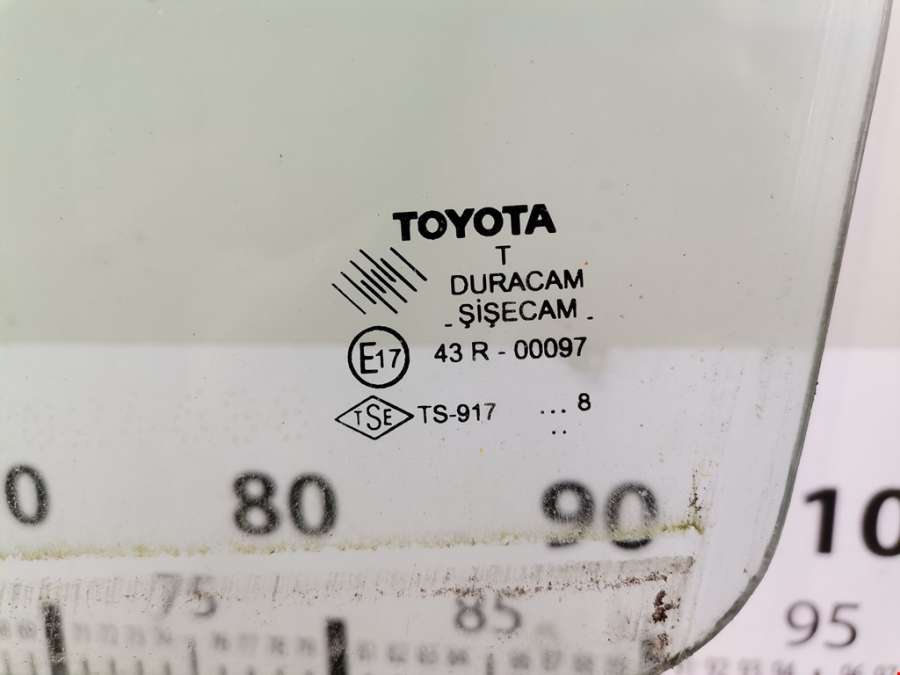 TOYOTA
T
DURACAM
- ŞİŞECAM -
E17 43 R - 00097
TSE TS-917 ... 8
..
0 80 90 10
75 85 95